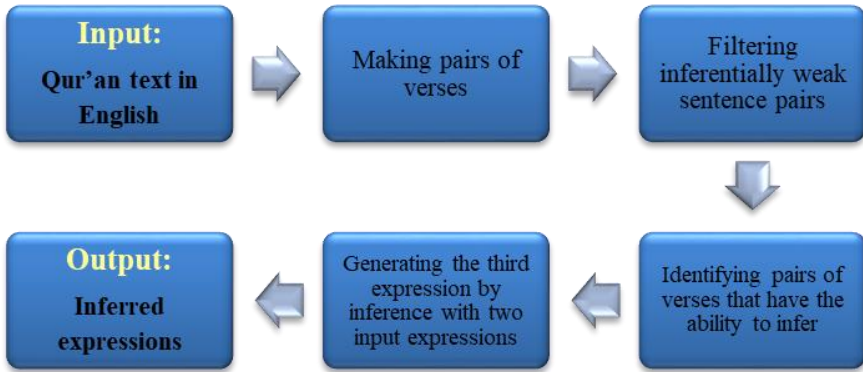 Input:
Qur'an text in
English
Making pairs of
verses
Filtering
inferentially weak
sentence pairs
Identifying pairs of
verses that have the
ability to infer
Generating the third
expression by
inference with two
input expressions
Output:
Inferred
expressions